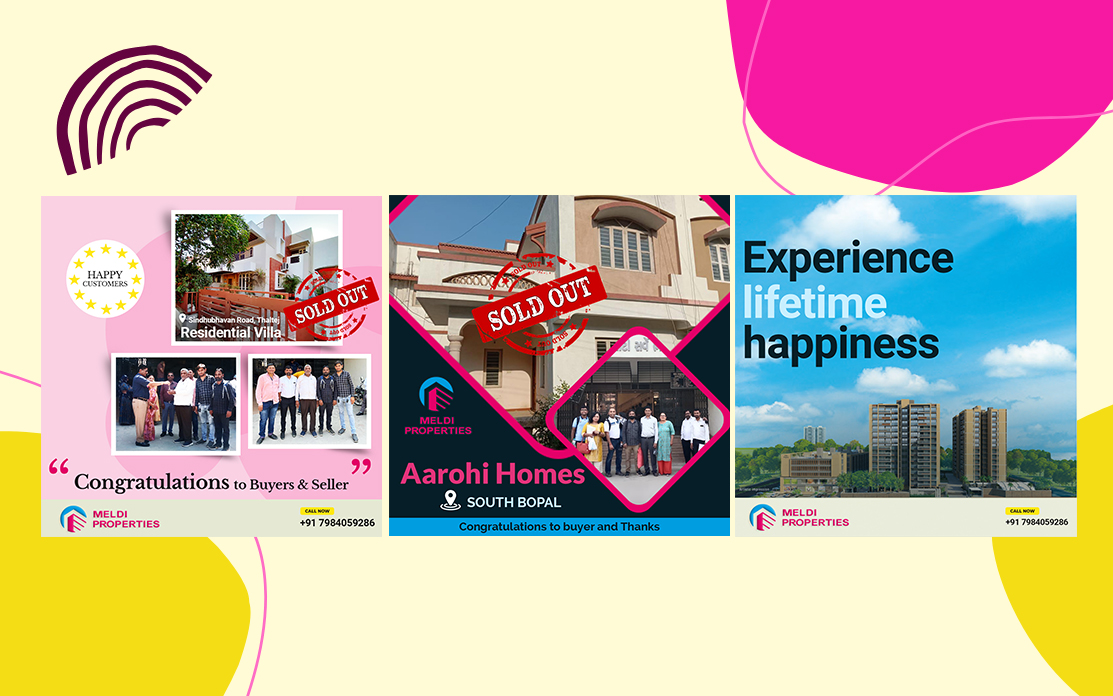 HAPPY
CUSTOMERS
Sindhubhavan Road, Thaltej
Residential Villa
SOLD OUT
“ ”
Congratulations to Buyers & Seller
MELDI
PROPERTIES
CALL NOW
+91 7984059286
SOLD OUT
SOLD OUT
MELDI
PROPERTIES
Aarohi Homes
SOUTH BOPAL
Congratulations to buyer and Thanks
Experience
lifetime
happiness
MELDI
PROPERTIES
CALL NOW
+91 7984059286